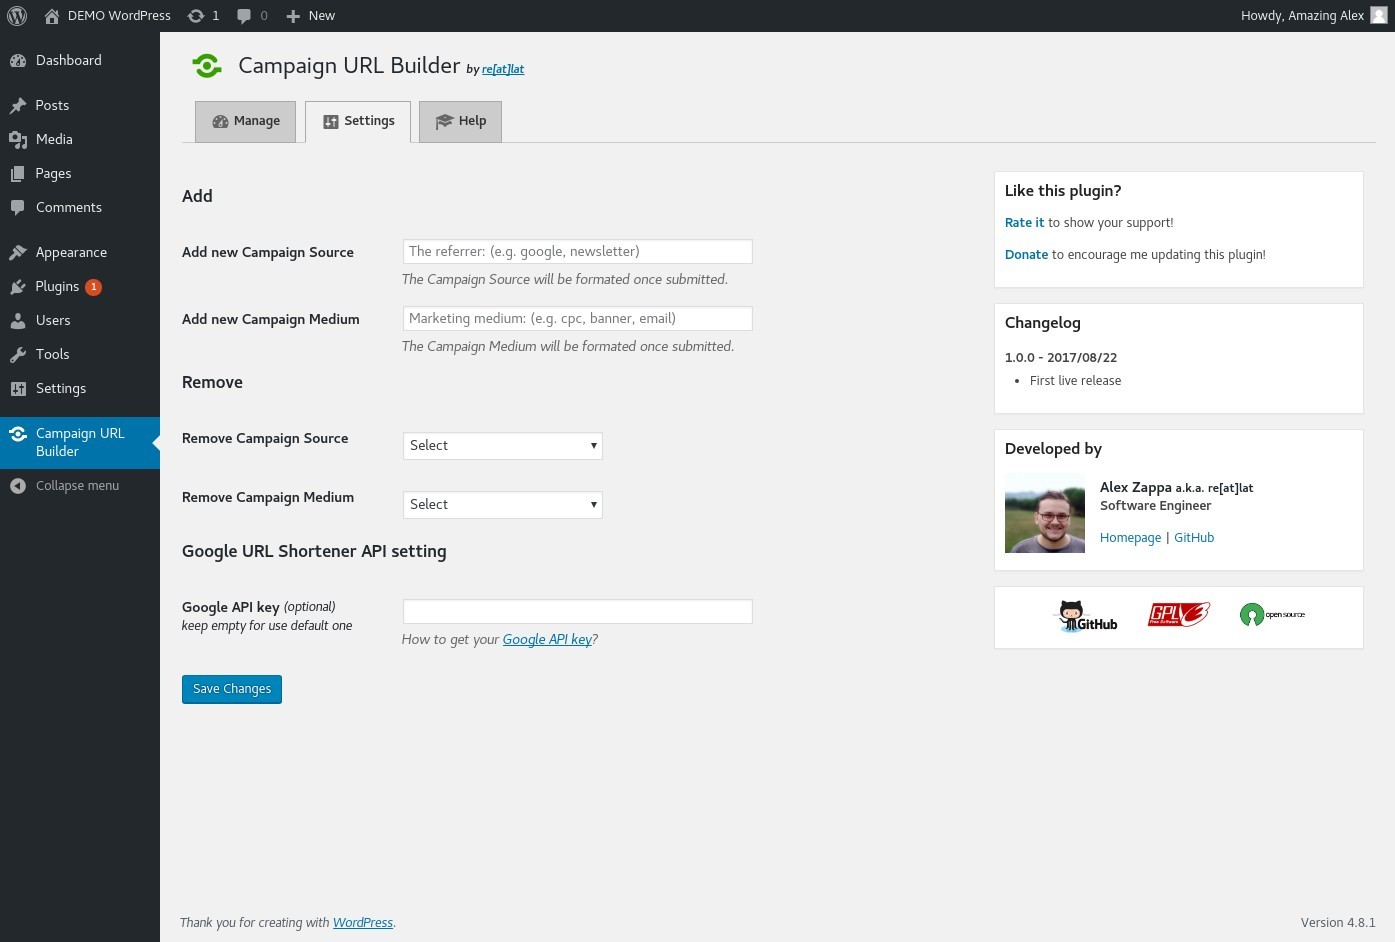 DEMO WordPress 1 0 New Howdy, Amazing Alex
Dashboard
Posts
Media
Pages
Comments
Appearance
Plugins 1
Users
Tools
Settings
Campaign URL
Builder
Collapse menu
Campaign URL Builder by re[at]lat
Manage Settings Help
Add
Add new Campaign Source The referrer: (e.g. google, newsletter)
The Campaign Source will be formated once submitted.
Add new Campaign Medium Marketing medium: (e.g. cpc, banner, email)
The Campaign Medium will be formated once submitted.
Remove
Remove Campaign Source Select
Remove Campaign Medium Select
Google URL Shortener API setting
Google API key (optional)
keep empty for use default one
How to get your Google API key?
Save Changes
Like this plugin?
Rate it to show your support!
Donate to encourage me updating this plugin!
Changelog
1.0.0 - 2017/08/22
• First live release
Developed by
Alex Zappa a.k.a. re[at]lat
Software Engineer
Homepage | GitHub
GitHub GPLv3 open source
Free Software
Thank you for creating with WordPress. Version 4.8.1